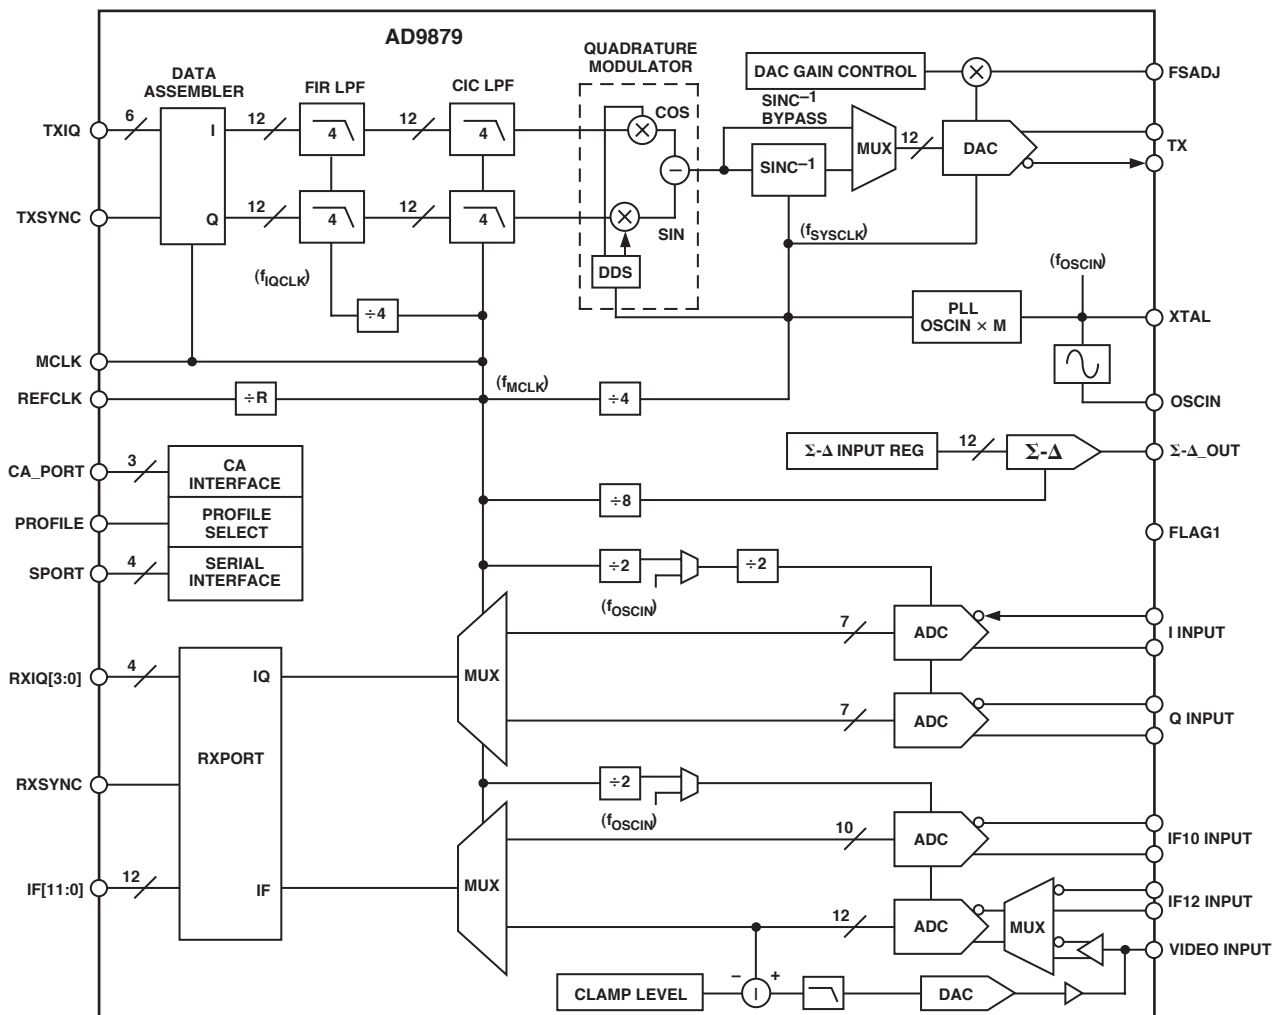 AD9879
QUADRATURE
MODULATOR
DAC GAIN CONTROL
FSADJ
DATA
ASSEMBLER
FIR LPF
CIC LPF
SINC⁻¹
BYPASS
COS
TXIQ
6
I
12
4
12
4
MUX
12
DAC
TX
SINC⁻¹
−
TXSYNC
Q
12
4
12
4
SIN
(fSYSCLK)
DDS
(fIQCLK)
(fOSCIN)
÷4
PLL
OSCIN × M
XTAL
MCLK
REFCLK
÷R
(fMCLK)
÷4
OSCIN
Σ-Δ INPUT REG
12
Σ-Δ
Σ-Δ_OUT
CA_PORT
3
CA
INTERFACE
÷8
PROFILE
PROFILE
SELECT
FLAG1
SPORT
4
SERIAL
INTERFACE
÷2
÷2
(fOSCIN)
7
ADC
I INPUT
RXIQ[3:0]
4
IQ
MUX
7
ADC
Q INPUT
RXPORT
RXSYNC
÷2
(fOSCIN)
10
ADC
IF10 INPUT
IF[11:0]
12
IF
MUX
12
ADC
MUX
IF12 INPUT
VIDEO INPUT
− +
CLAMP LEVEL
I
DAC